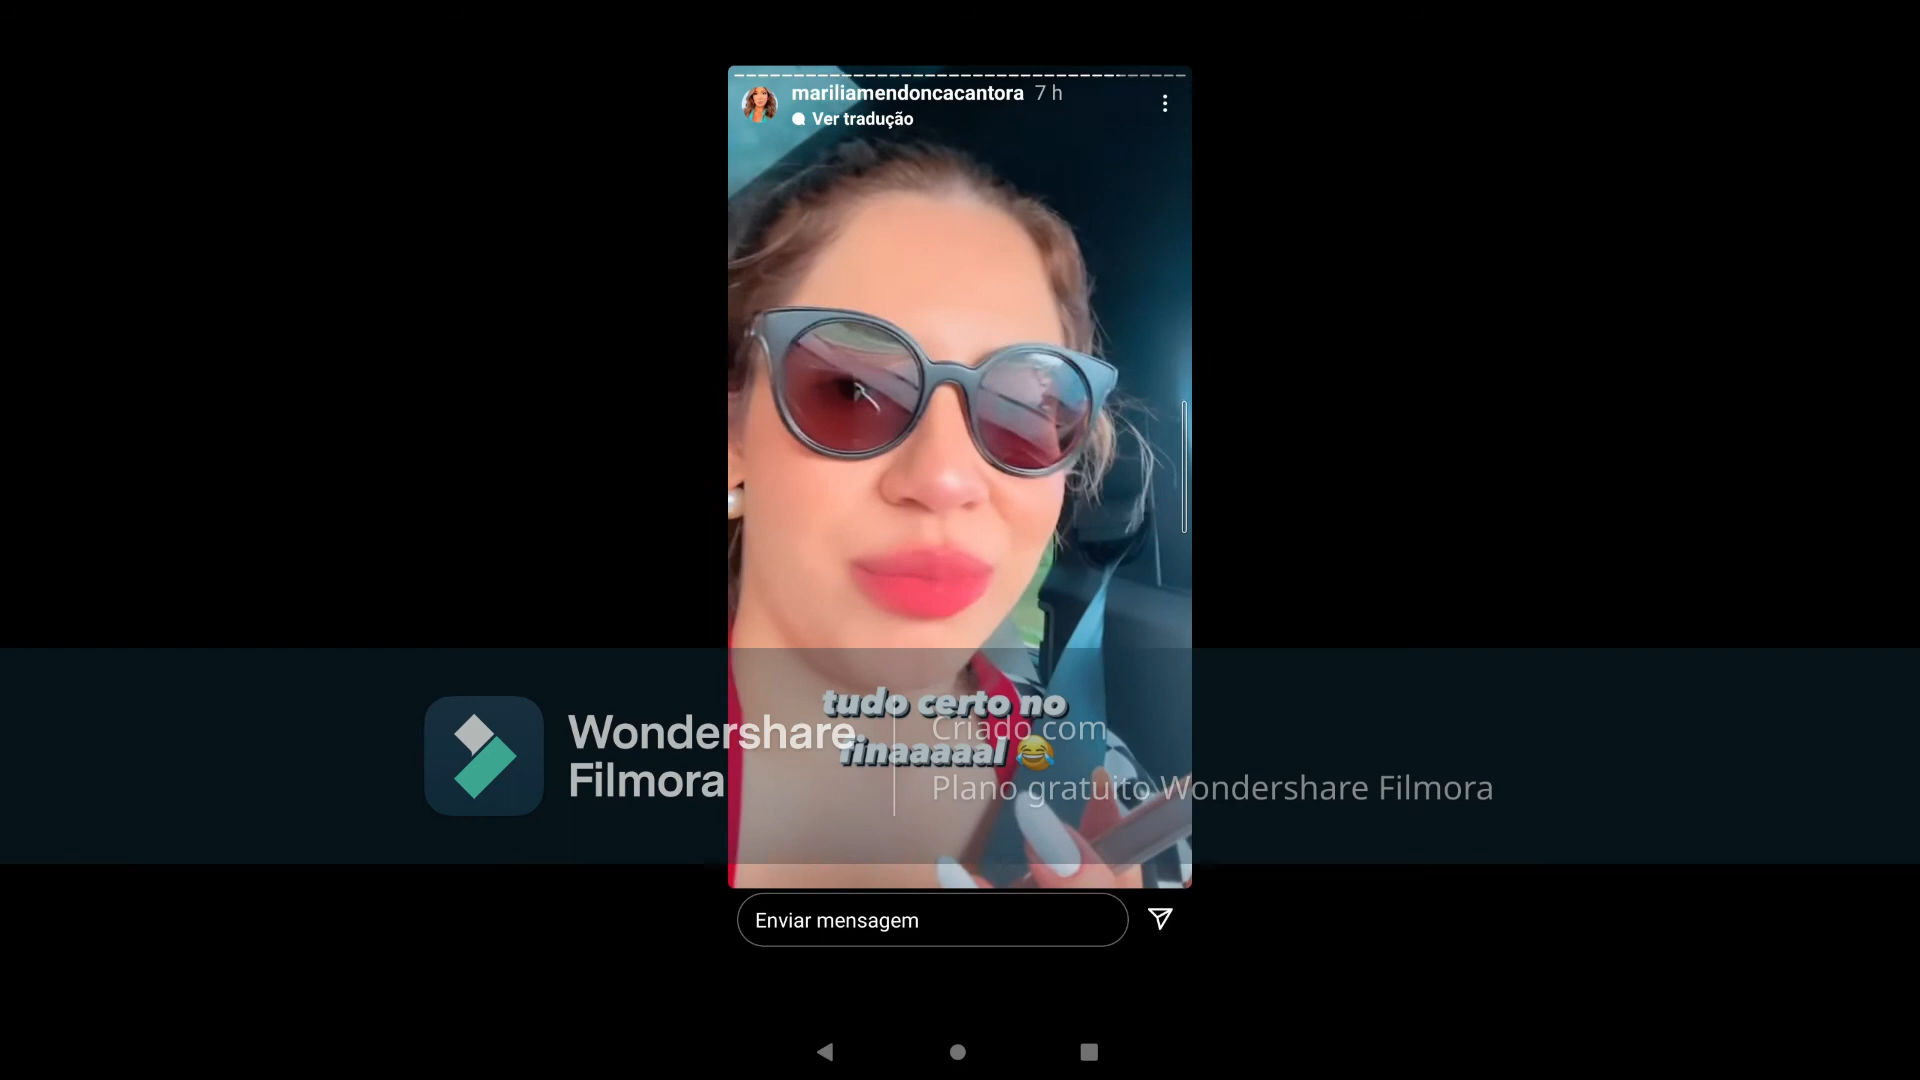 mariliamendoncacantora 7 h
Ver tradução
tudo certo no
finaaaaal 😂
Wondershare
Filmora
Criado com
Plano gratuito Wondershare Filmora
Enviar mensagem